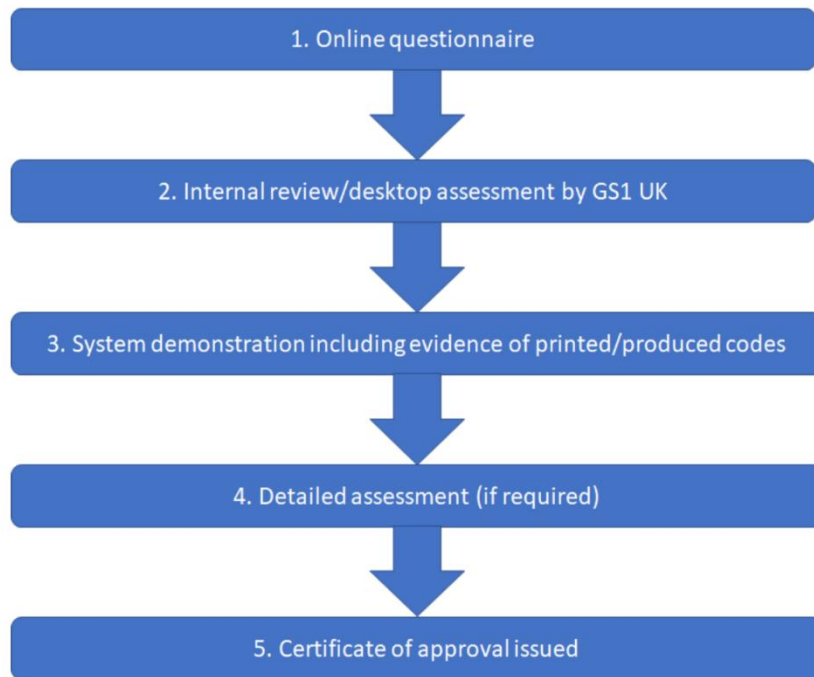 1. Online questionnaire
2. Internal review/desktop assessment by GS1 UK
3. System demonstration including evidence of printed/produced codes
4. Detailed assessment (if required)
5. Certificate of approval issued